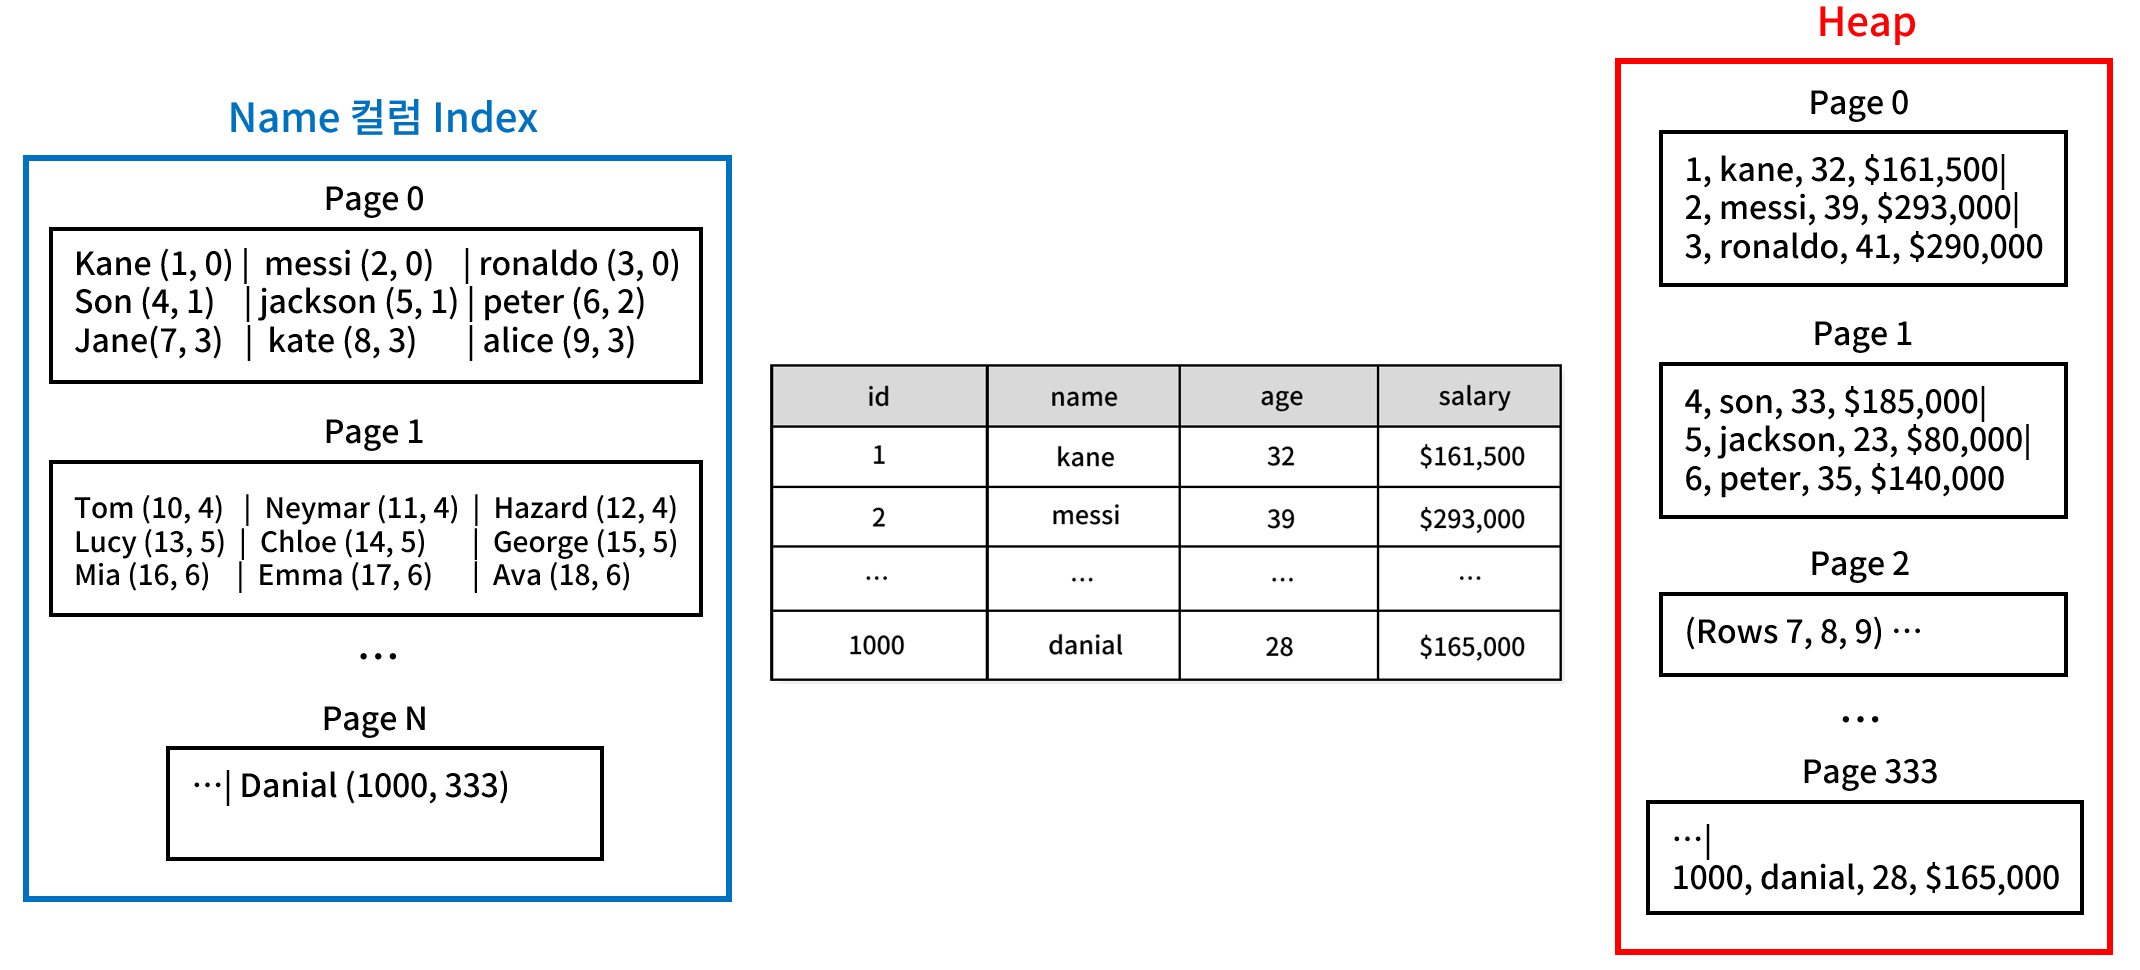 Name 컬럼 Index
Page 0
Kane (1, 0) | messi (2, 0) | ronaldo (3, 0)
Son (4, 1) | jackson (5, 1) | peter (6, 2)
Jane(7, 3) | kate (8, 3) | alice (9, 3)
Page 1
Tom (10, 4) | Neymar (11, 4) | Hazard (12, 4)
Lucy (13, 5) | Chloe (14, 5) | George (15, 5)
Mia (16, 6) | Emma (17, 6) | Ava (18, 6)
…
Page N
…| Danial (1000, 333)
id name age salary
1 kane 32 $161,500
2 messi 39 $293,000
… … … …
1000 danial 28 $165,000
Heap
Page 0
1, kane, 32, $161,500|
2, messi, 39, $293,000|
3, ronaldo, 41, $290,000
Page 1
4, son, 33, $185,000|
5, jackson, 23, $80,000|
6, peter, 35, $140,000
Page 2
(Rows 7, 8, 9) …
…
Page 333
…|
1000, danial, 28, $165,000